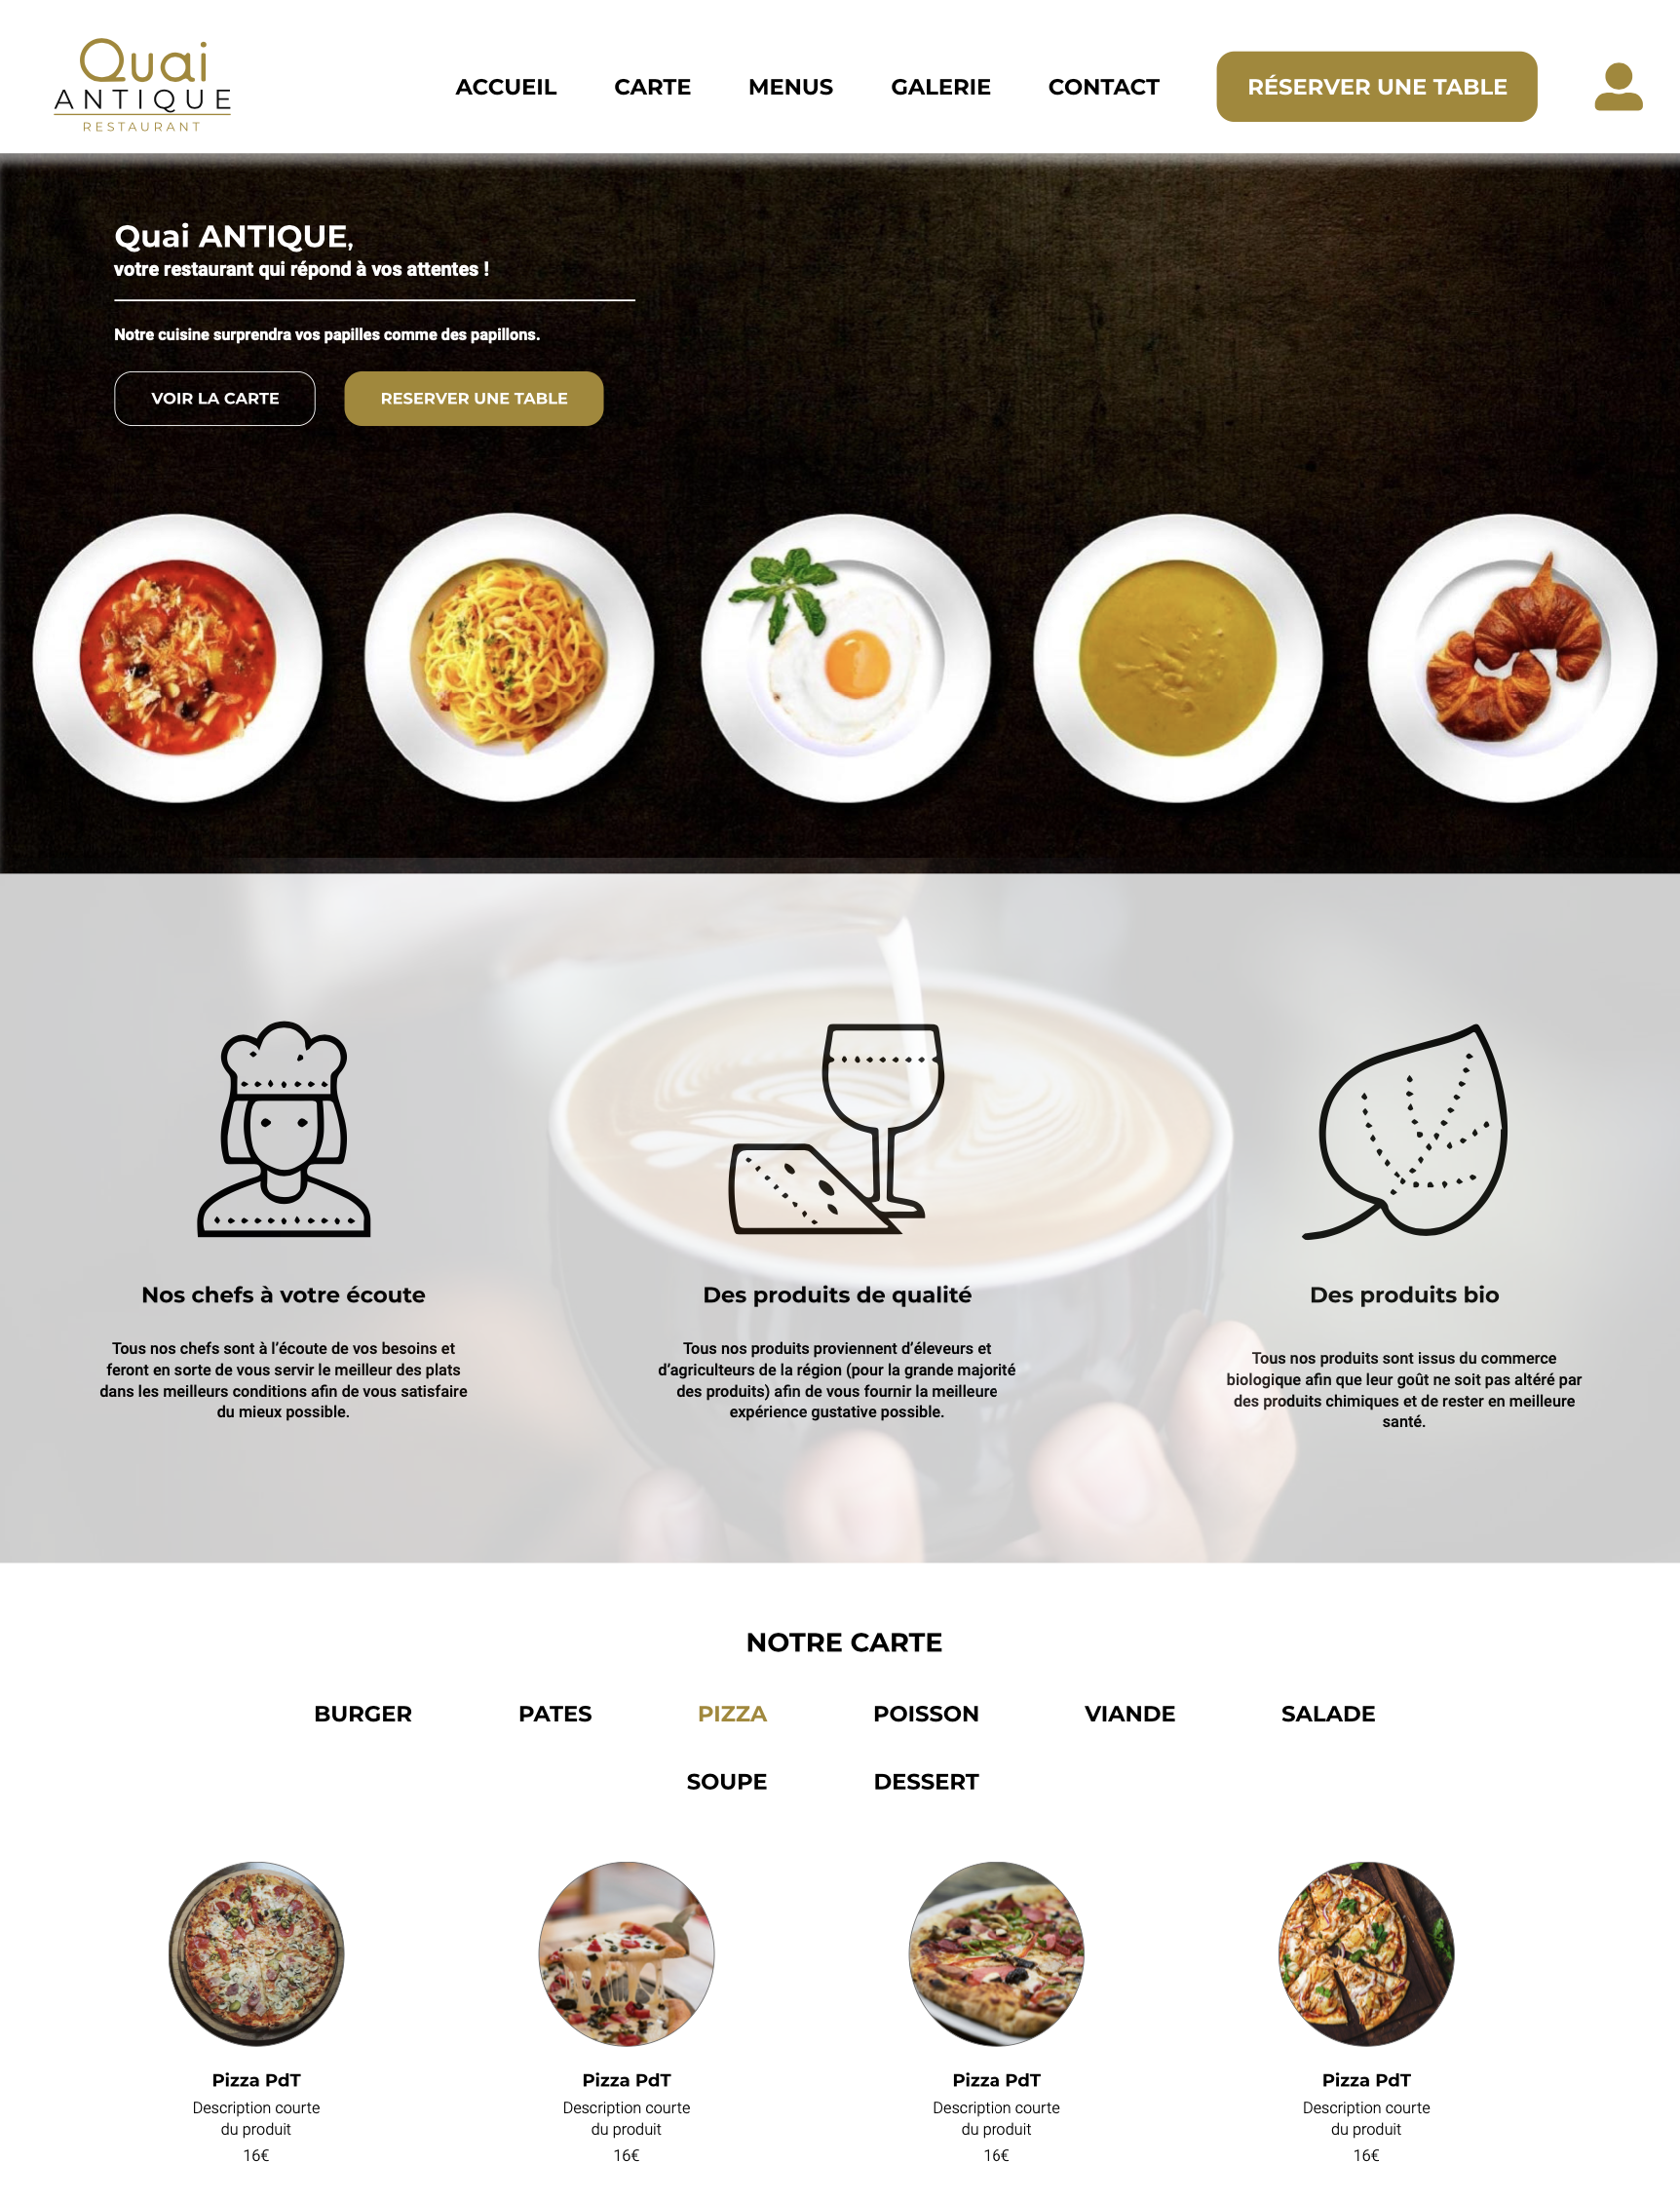 Quai
ANTIQUE
RESTAURANT
ACCUEIL CARTE MENUS GALERIE CONTACT RÉSERVER UNE TABLE
Quai ANTIQUE,
votre restaurant qui répond à vos attentes !
Notre cuisine surprendra vos papilles comme des papillons.
VOIR LA CARTE RESERVER UNE TABLE
Nos chefs à votre écoute
Tous nos chefs sont à l’écoute de vos besoins et
feront en sorte de vous servir le meilleur des plats
dans les meilleurs conditions afin de vous satisfaire
du mieux possible.
Des produits de qualité
Tous nos produits proviennent d’éleveurs et
d’agriculteurs de la région (pour la grande majorité
des produits) afin de vous fournir la meilleure
expérience gustative possible.
Des produits bio
Tous nos produits sont issus du commerce
biologique afin que leur goût ne soit pas altéré par
des produits chimiques et de rester en meilleure
santé.
NOTRE CARTE
BURGER PATES PIZZA POISSON VIANDE SALADE
SOUPE DESSERT
Pizza PdT
Description courte
du produit
16€
Pizza PdT
Description courte
du produit
16€
Pizza PdT
Description courte
du produit
16€
Pizza PdT
Description courte
du produit
16€